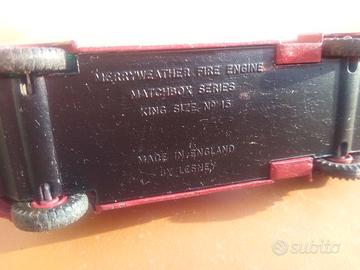 MERRYWEATHER FIRE ENGINE
MATCHBOX SERIES
KING SIZE Nº 15
MADE IN ENGLAND
BY LESNEY
subito